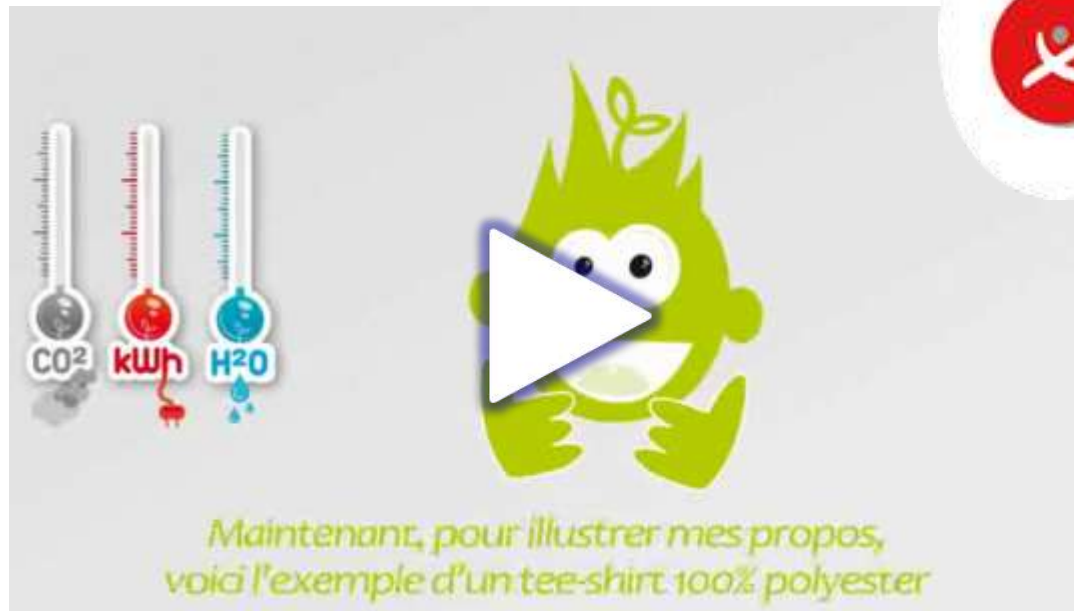 CO² kWh H²O
Maintenant, pour illustrer mes propos,
voici l'exemple d'un tee-shirt 100% polyester